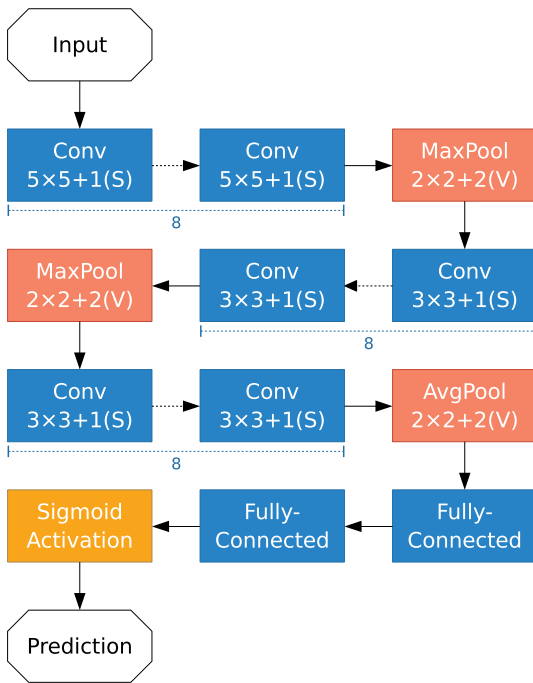 Input
Conv
5×5+1(S)
Conv
5×5+1(S)
MaxPool
2×2+2(V)
8
MaxPool
2×2+2(V)
Conv
3×3+1(S)
Conv
3×3+1(S)
8
Conv
3×3+1(S)
Conv
3×3+1(S)
AvgPool
2×2+2(V)
8
Sigmoid
Activation
Fully-
Connected
Fully-
Connected
Prediction